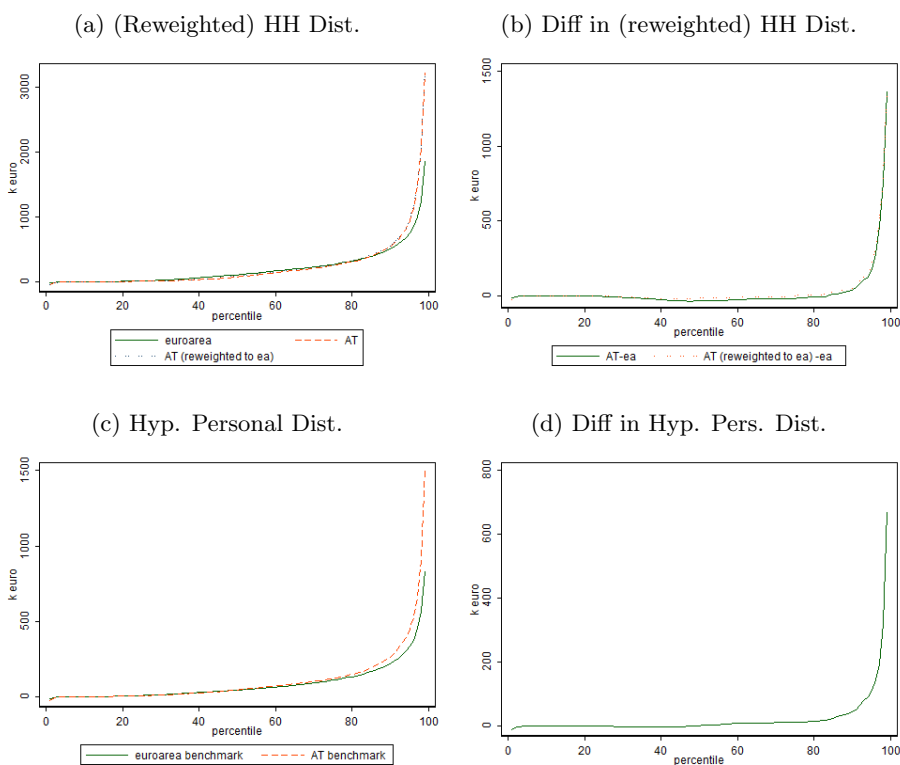 (a) (Reweighted) HH Dist.
k euro
3000
2000
1000
0
0 20 40 60 80 100
percentile
euroarea AT
AT (reweighted to ea)
(b) Diff in (reweighted) HH Dist.
k euro
1500
1000
500
0
0 20 40 60 80 100
percentile
AT-ea AT (reweighted to ea) -ea
(c) Hyp. Personal Dist.
k euro
1500
1000
500
0
0 20 40 60 80 100
percentile
euroarea benchmark AT benchmark
(d) Diff in Hyp. Pers. Dist.
k euro
800
600
400
200
0
0 20 40 60 80 100
percentile